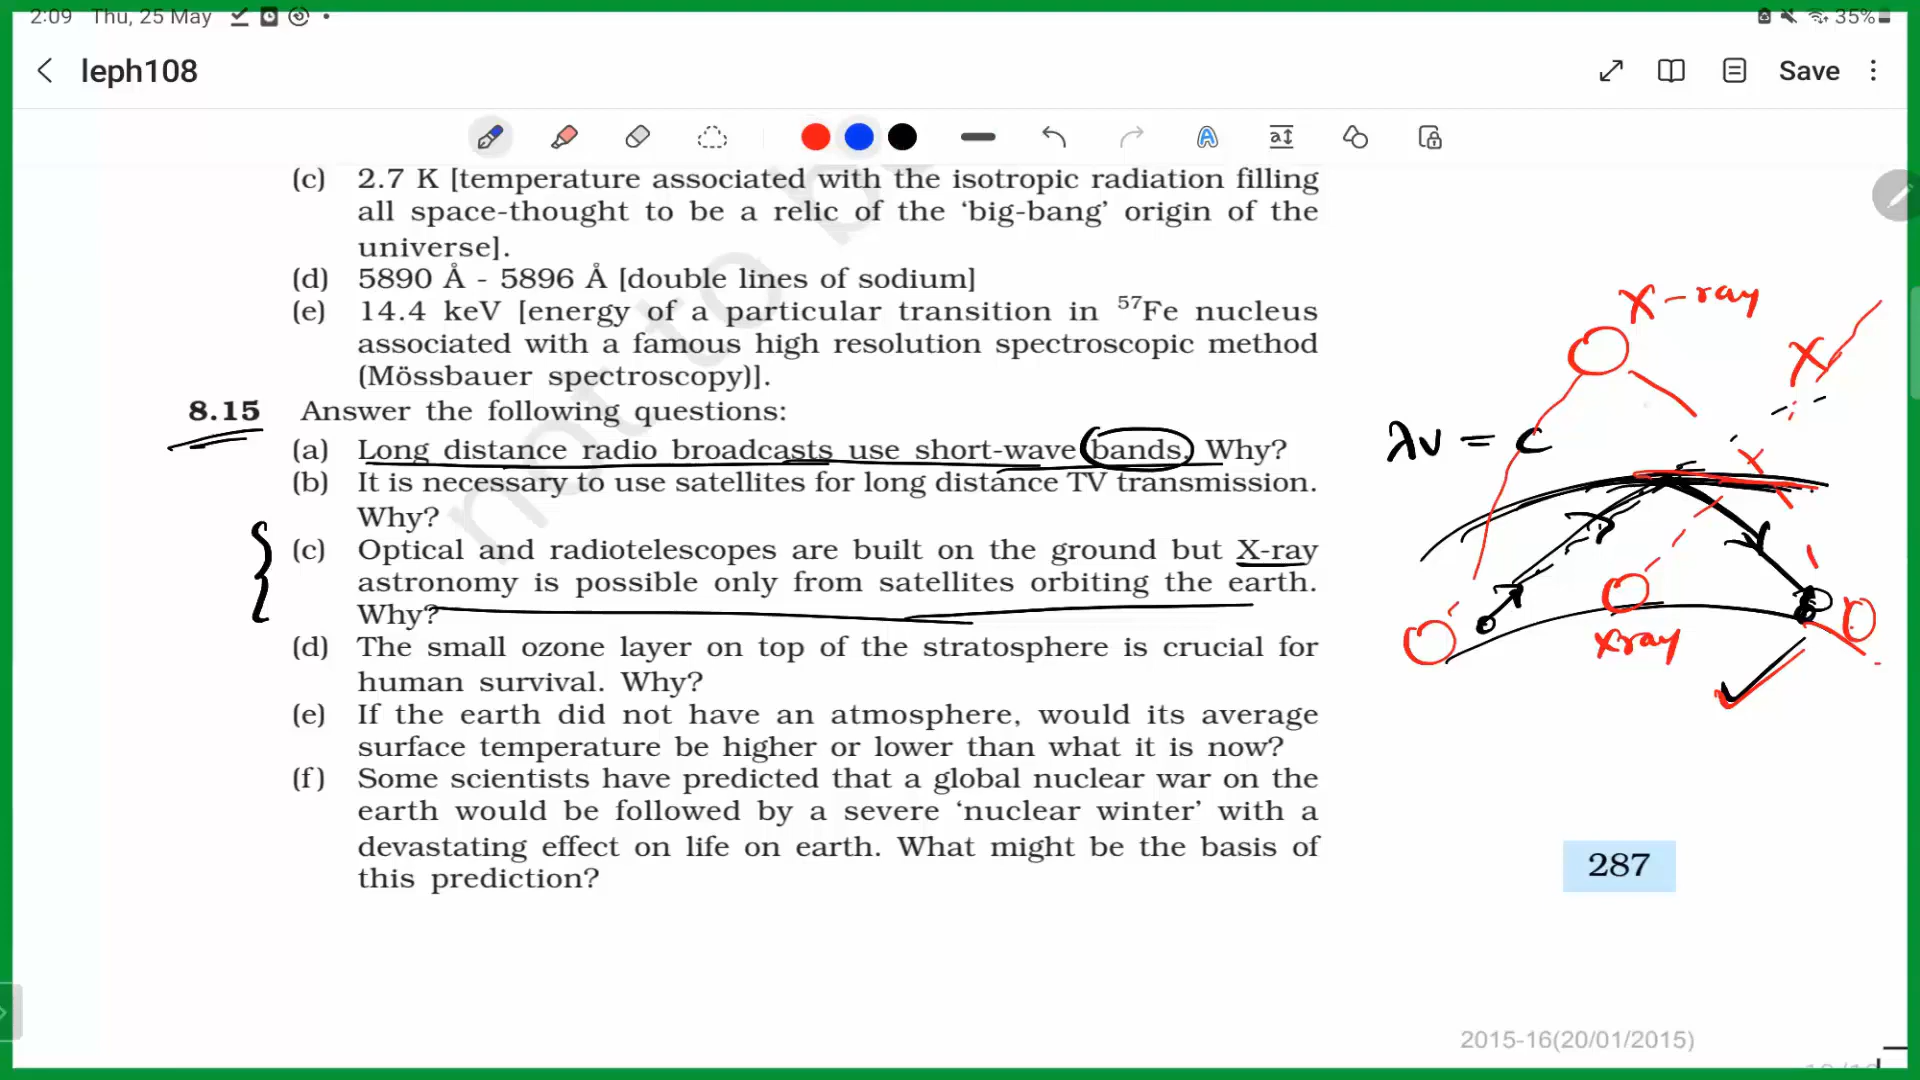 2:09 Thu, 25 May
35%
leph108
Save
(c) 2.7 K [temperature associated with the isotropic radiation filling
all space-thought to be a relic of the ‘big-bang’ origin of the
universe].
(d) 5890 Å - 5896 Å [double lines of sodium]
(e) 14.4 keV [energy of a particular transition in ⁵⁷Fe nucleus
associated with a famous high resolution spectroscopic method
(Mössbauer spectroscopy)].
8.15 Answer the following questions:
(a) Long distance radio broadcasts use short-wave bands. Why?
(b) It is necessary to use satellites for long distance TV transmission.
Why?
(c) Optical and radiotelescopes are built on the ground but X-ray
astronomy is possible only from satellites orbiting the earth.
Why?
(d) The small ozone layer on top of the stratosphere is crucial for
human survival. Why?
(e) If the earth did not have an atmosphere, would its average
surface temperature be higher or lower than what it is now?
(f) Some scientists have predicted that a global nuclear war on the
earth would be followed by a severe ‘nuclear winter’ with a
devastating effect on life on earth. What might be the basis of
this prediction?
X-ray
λν = c
xray
287
not to be
2015-16(20/01/2015)